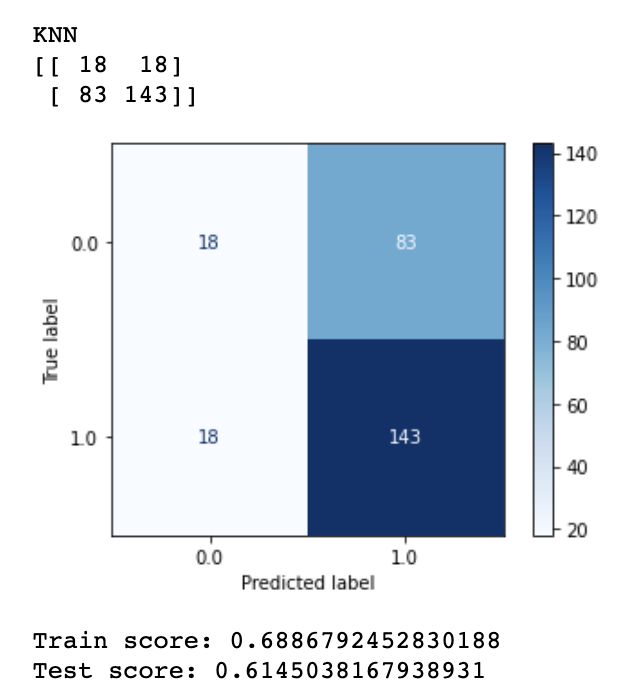 KNN
[[ 18  18]
 [ 83 143]]
0.0 18 83
True label
1.0 18 143
0.0 1.0
Predicted label
140
120
100
80
60
40
20
Train score: 0.6886792452830188
Test score: 0.6145038167938931